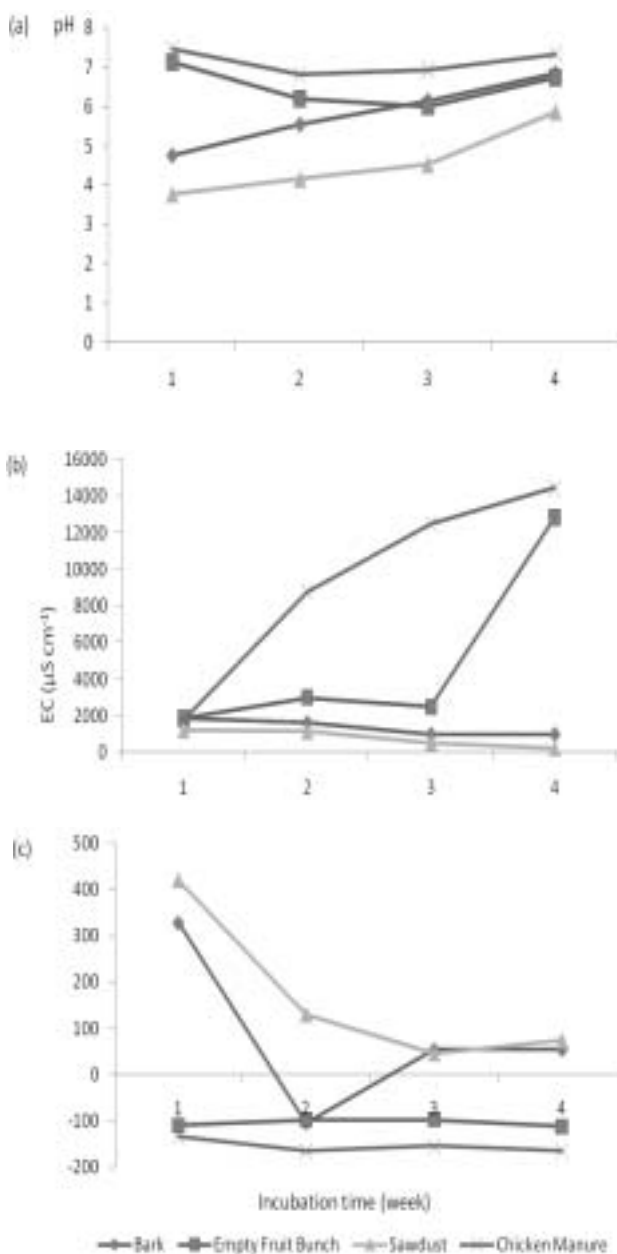 (a) pH
8
7
6
5
4
3
2
1
0
1 2 3 4
(b)
16000
14000
12000
10000
8000
6000
4000
2000
0
EC (µS cm⁻¹)
1 2 3 4
(c)
500
400
300
200
100
0
-100
-200
1 2 3 4
Incubation time (week)
Bark Empty Fruit Bunch Sawdust Chicken Manure